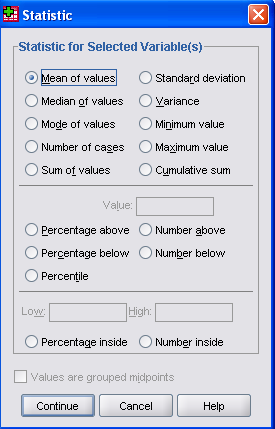 Statistic
Statistic for Selected Variable(s)
Mean of values
Standard deviation
Median of values
Variance
Mode of values
Minimum value
Number of cases
Maximum value
Sum of values
Cumulative sum
Value:
Percentage above
Number above
Percentage below
Number below
Percentile
Low:
High:
Percentage inside
Number inside
Values are grouped midpoints
Continue
Cancel
Help